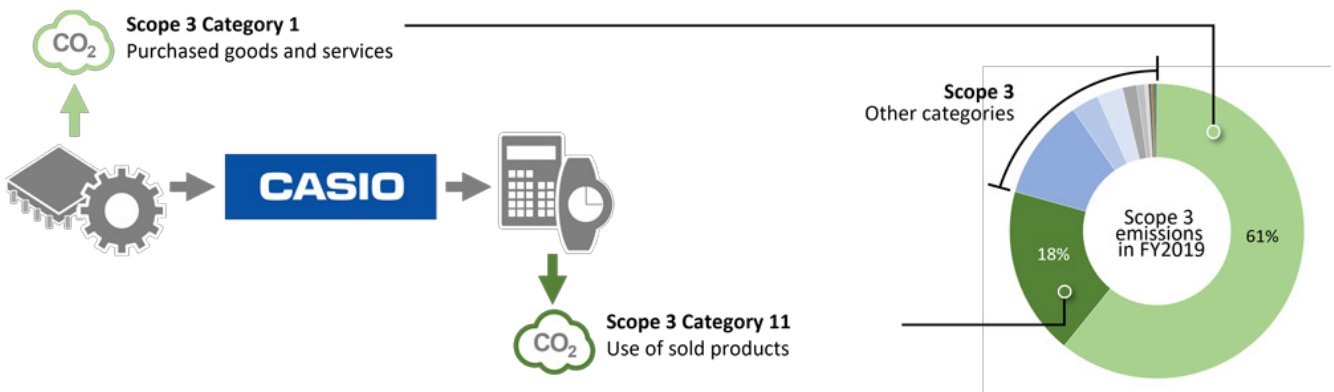 CO2
Scope 3 Category 1
Purchased goods and services
CASIO
CO2
Scope 3 Category 11
Use of sold products
Scope 3
Other categories
Scope 3
emissions
in FY2019
61%
18%